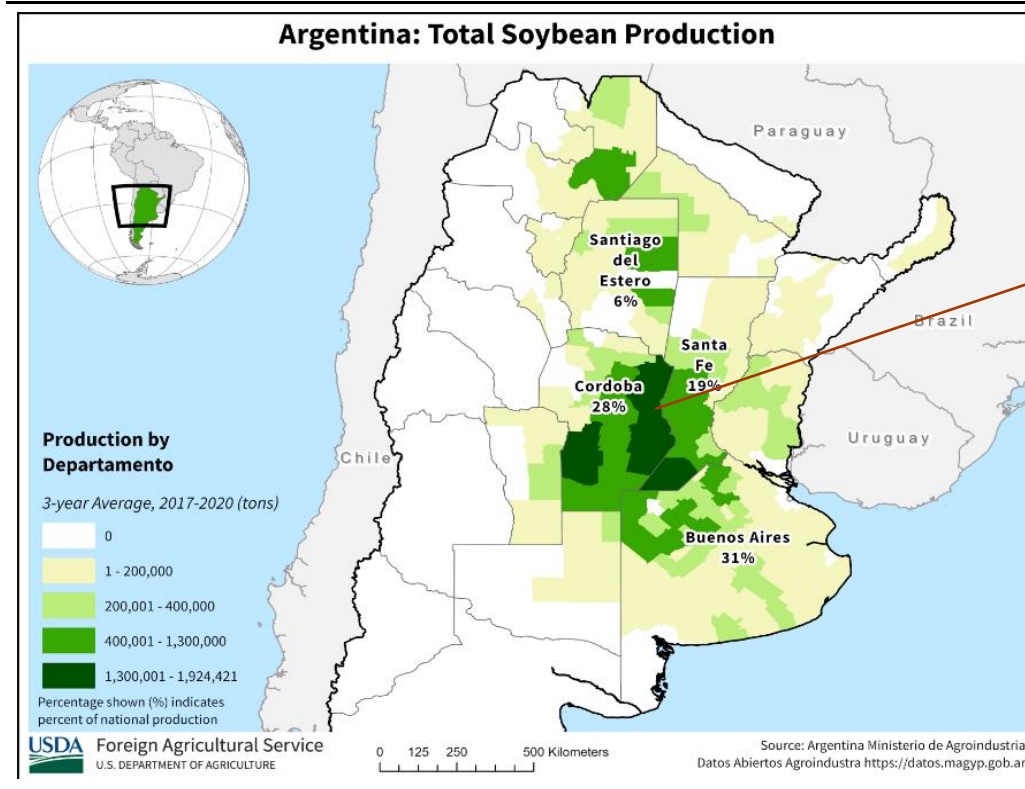 Argentina: Total Soybean Production
Paraguay
Santiago
del
Estero
6%
Brazil
Santa
Fe
19%
Cordoba
28%
Uruguay
Chile
Buenos Aires
31%
Production by
Departamento
3-year Average, 2017-2020 (tons)
0
1 - 200,000
200,001 - 400,000
400,001 - 1,300,000
1,300,001 - 1,924,421
Percentage shown (%) indicates
percent of national production
USDA Foreign Agricultural Service
U.S. DEPARTMENT OF AGRICULTURE
0 125 250 500 Kilometers
Source: Argentina Ministerio de Agroindustria
Datos Abiertos Agroindustra https://datos.magyp.gob.ar